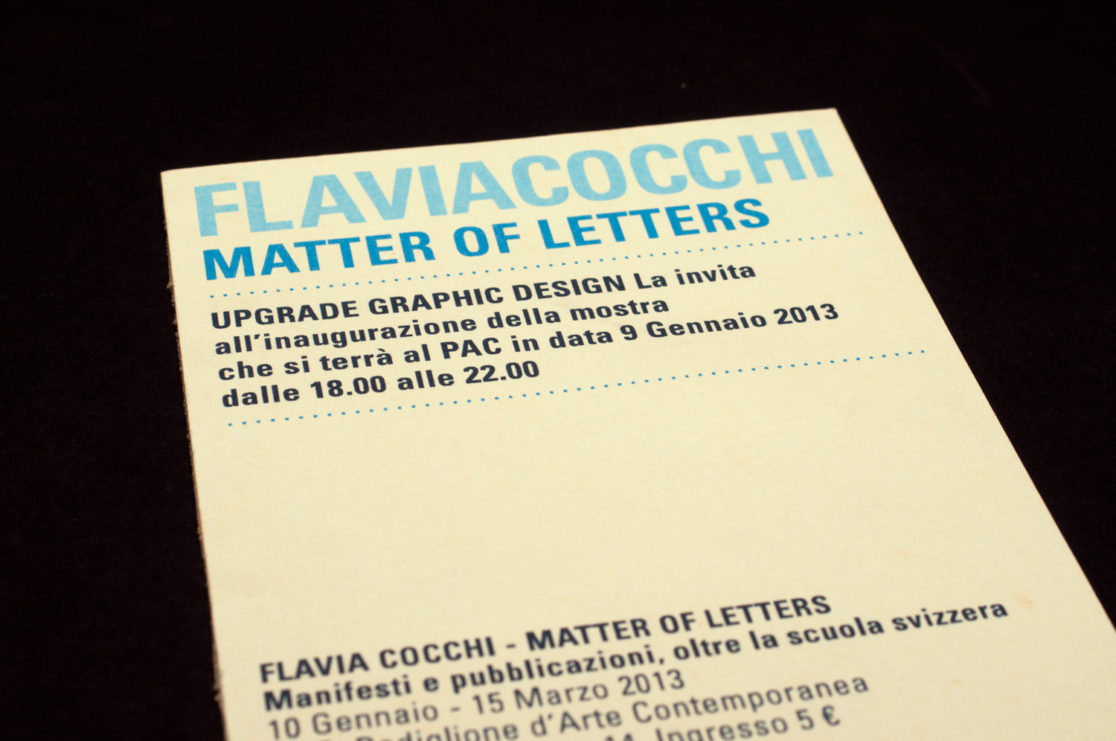 FLAVIACOCCHI
MATTER OF LETTERS
UPGRADE GRAPHIC DESIGN La invita
all'inaugurazione della mostra
che si terrà al PAC in data 9 Gennaio 2013
dalle 18.00 alle 22.00
FLAVIA COCCHI - MATTER OF LETTERS
Manifesti e pubblicazioni, oltre la scuola svizzera
10 Gennaio - 15 Marzo 2013
Padiglione d'Arte Contemporanea
Ingresso 5 €